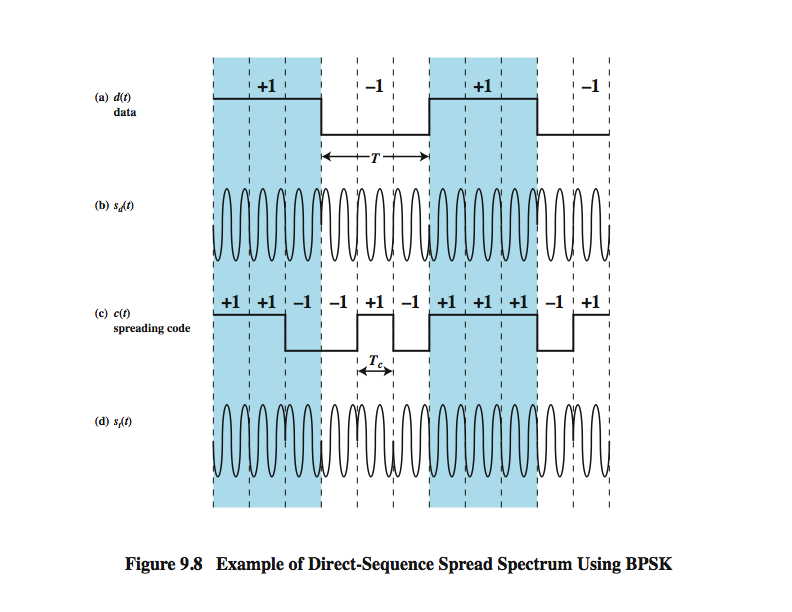 +1 −1 +1 −1
(a) d(t)
data
T
(b) s_d(t)
+1 +1 −1 −1 +1 −1 +1 +1 +1 −1 +1
(c) c(t)
spreading code
T_c
(d) s_t(t)
Figure 9.8 Example of Direct-Sequence Spread Spectrum Using BPSK